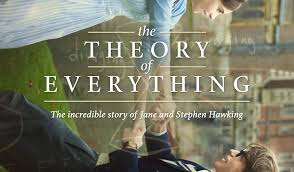 the
THEORY
of
EVERYTHING
The incredible story of Jane and Stephen Hawking